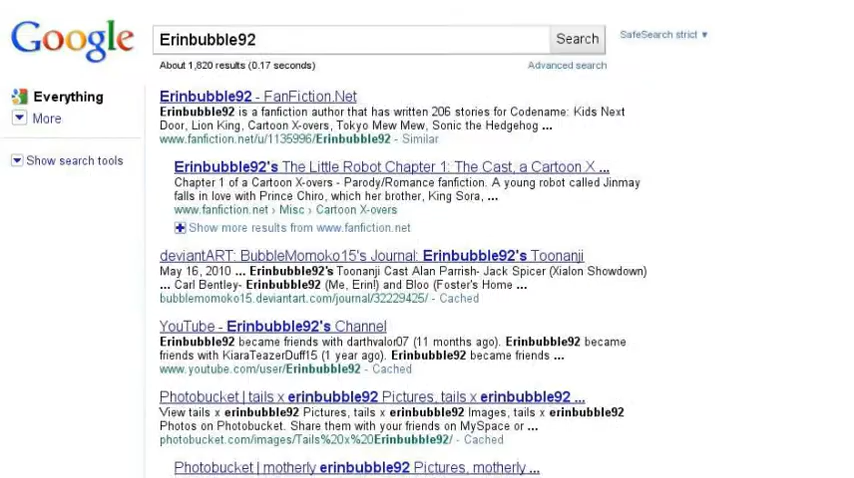 Google
Erinbubble92
Search
SafeSearch strict ▼
About 1,820 results (0.17 seconds)
Advanced search
Everything
More
Show search tools
Erinbubble92 - FanFiction.Net
Erinbubble92 is a fanfiction author that has written 206 stories for Codename: Kids Next
Door, Lion King, Cartoon X-overs, Tokyo Mew Mew, Sonic the Hedgehog ...
www.fanfiction.net/u/1135996/Erinbubble92 - Similar
Erinbubble92's The Little Robot Chapter 1: The Cast, a Cartoon X ...
Chapter 1 of a Cartoon X-overs - Parody/Romance fanfiction. A young robot called Jinmay
falls in love with Prince Chiro, which her brother, King Sora, ...
www.fanfiction.net › Misc › Cartoon X-overs
Show more results from www.fanfiction.net
deviantART: BubbleMomoko15's Journal: Erinbubble92's Toonanji
May 16, 2010 ... Erinbubble92's Toonanji Cast Alan Parrish- Jack Spicer (Xialon Showdown)
... Carl Bentley- Erinbubble92 (Me, Erin!) and Bloo (Foster's Home ...
bubblemomoko15.deviantart.com/journal/32229425/ - Cached
YouTube - Erinbubble92's Channel
Erinbubble92 became friends with darthvalor07 (11 months ago). Erinbubble92 became
friends with KiaraTeazerDuff15 (1 year ago). Erinbubble92 became friends ...
www.youtube.com/user/Erinbubble92 - Cached
Photobucket | tails x erinbubble92 Pictures, tails x erinbubble92 ...
View tails x erinbubble92 Pictures, tails x erinbubble92 Images, tails x erinbubble92
Photos on Photobucket. Share them with your friends on MySpace or ...
photobucket.com/images/Tails%20x%20Erinbubble92/ - Cached
Photobucket | motherly erinbubble92 Pictures, motherly ...